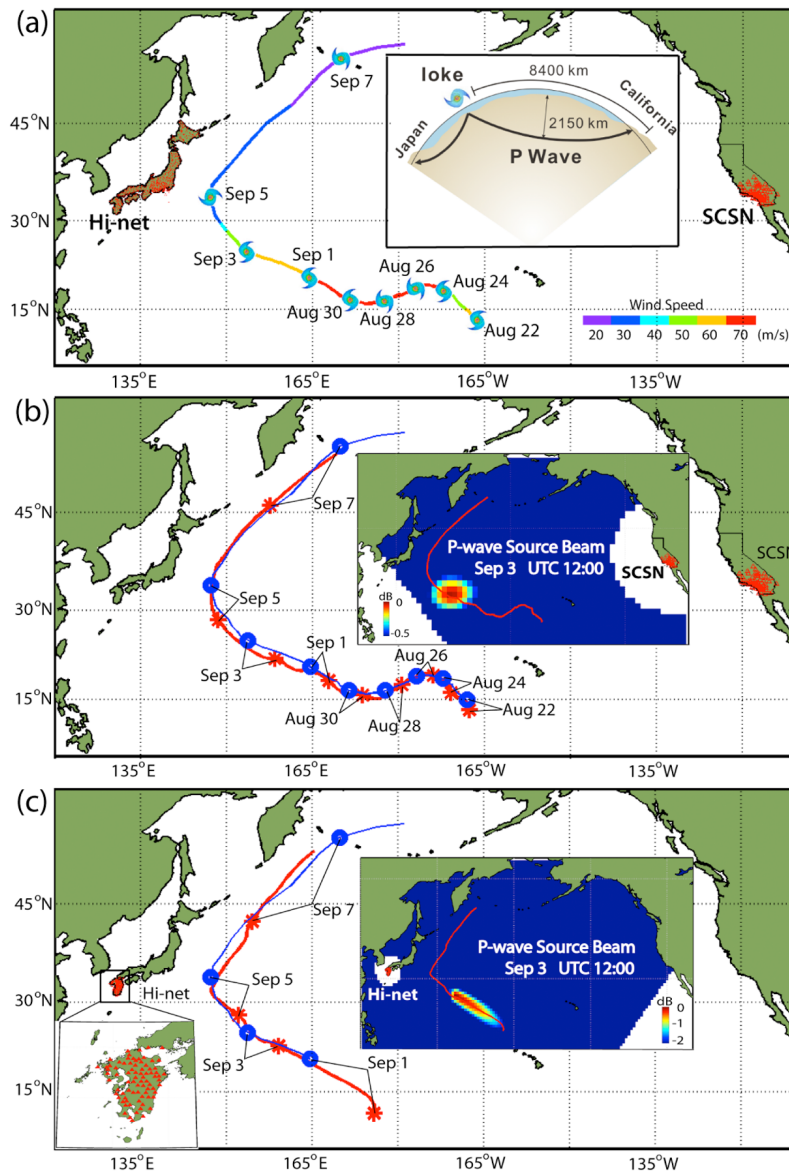 (a)
Sep 7
Ioke
8400 km
California
Japan
2150 km
P Wave
45°N
Hi-net
Sep 5
SCSN
30°N
Sep 3
Sep 1
Aug 26
Aug 24
Aug 30
Aug 28
Aug 22
15°N
Wind Speed
20 30 40 50 60 70 (m/s)
135°E 165°E 165°W 135°W
(b)
45°N
Sep 7
P-wave Source Beam
Sep 3 UTC 12:00
SCSN
SCSN
dB
0
-0.5
Sep 5
30°N
Sep 3
Sep 1
Aug 26
Aug 24
15°N
Aug 30
Aug 28
Aug 22
135°E 165°E 165°W 135°W
(c)
45°N
Sep 7
P-wave Source Beam
Sep 3 UTC 12:00
Hi-net
Sep 5
Hi-net
dB
0
-1
-2
30°N
Sep 3
Sep 1
15°N
135°E 165°E 165°W 135°W